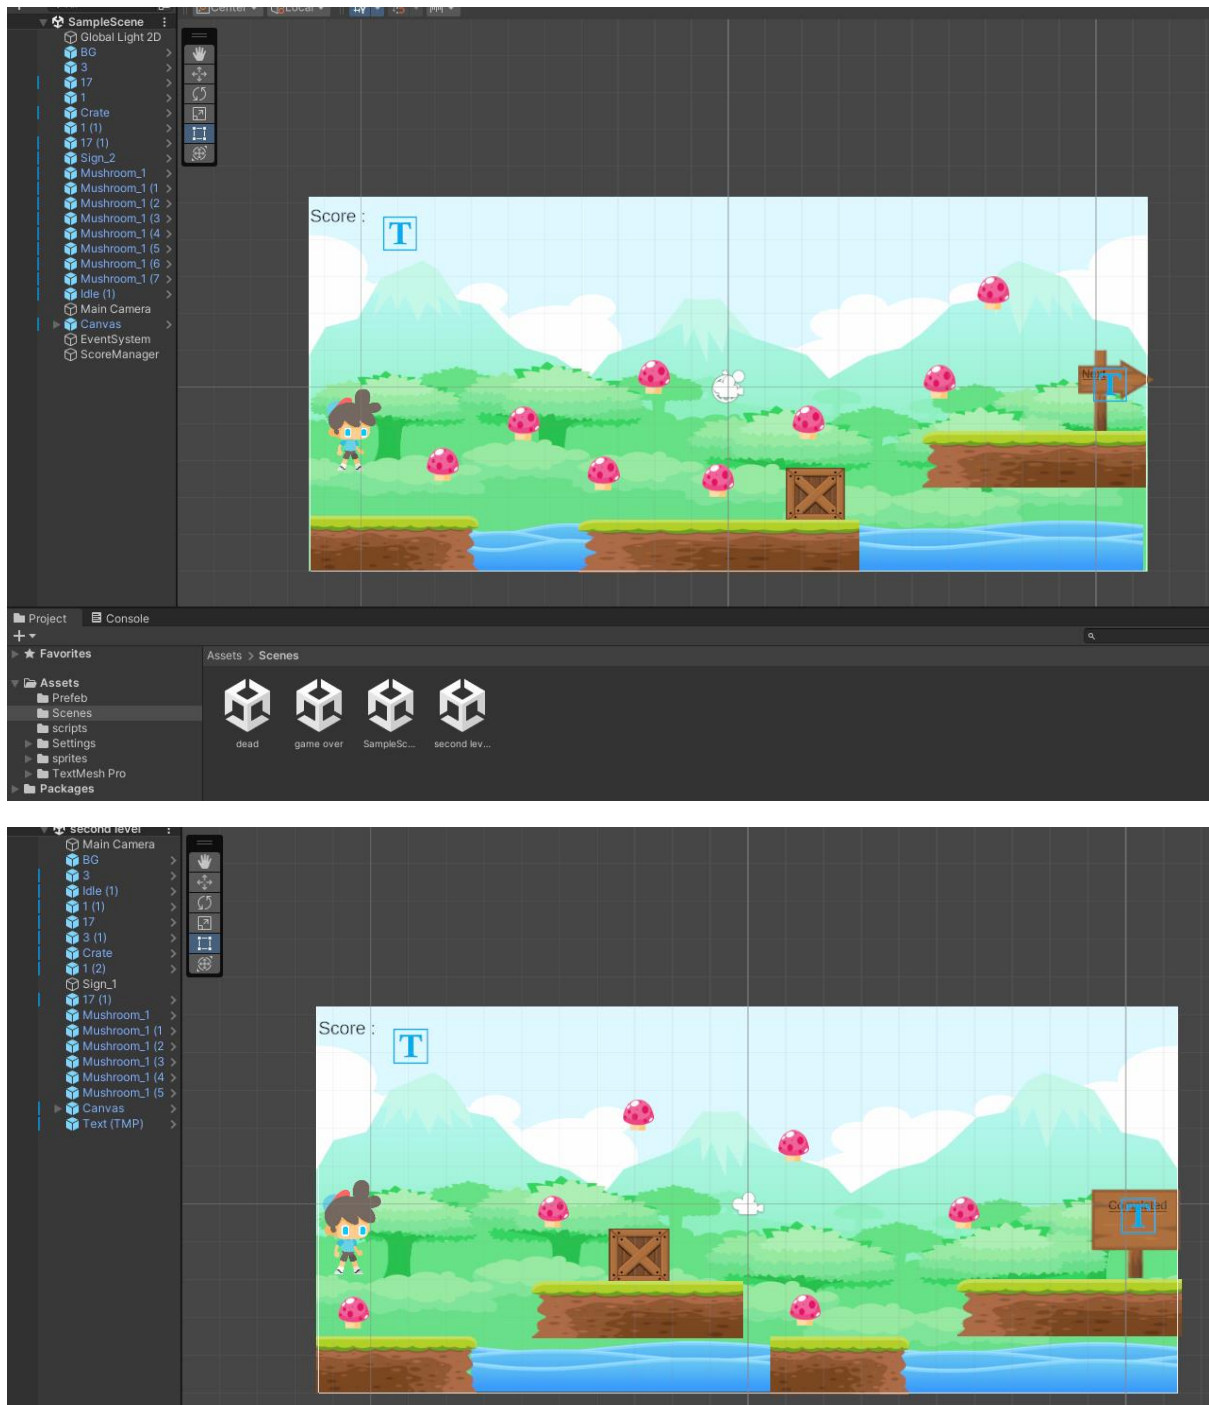 Center
Local
SampleScene
Global Light 2D
BG
3
17
1
Crate
1 (1)
17 (1)
Sign_2
Mushroom_1
Mushroom_1 (1
Mushroom_1 (2
Mushroom_1 (3
Mushroom_1 (4
Mushroom_1 (5
Mushroom_1 (6
Mushroom_1 (7
Idle (1)
Main Camera
Canvas
EventSystem
ScoreManager
Score :
T
T
Project
Console
Favorites
Assets
Prefeb
Scenes
scripts
Settings
sprites
TextMesh Pro
Packages
Assets > Scenes
dead
game over
SampleSc...
second lev...
second level
Main Camera
BG
3
Idle (1)
1 (1)
17
3 (1)
Crate
1 (2)
Sign_1
17 (1)
Mushroom_1
Mushroom_1 (1
Mushroom_1 (2
Mushroom_1 (3
Mushroom_1 (4
Mushroom_1 (5
Canvas
Text (TMP)
Score :
T
Completed
T